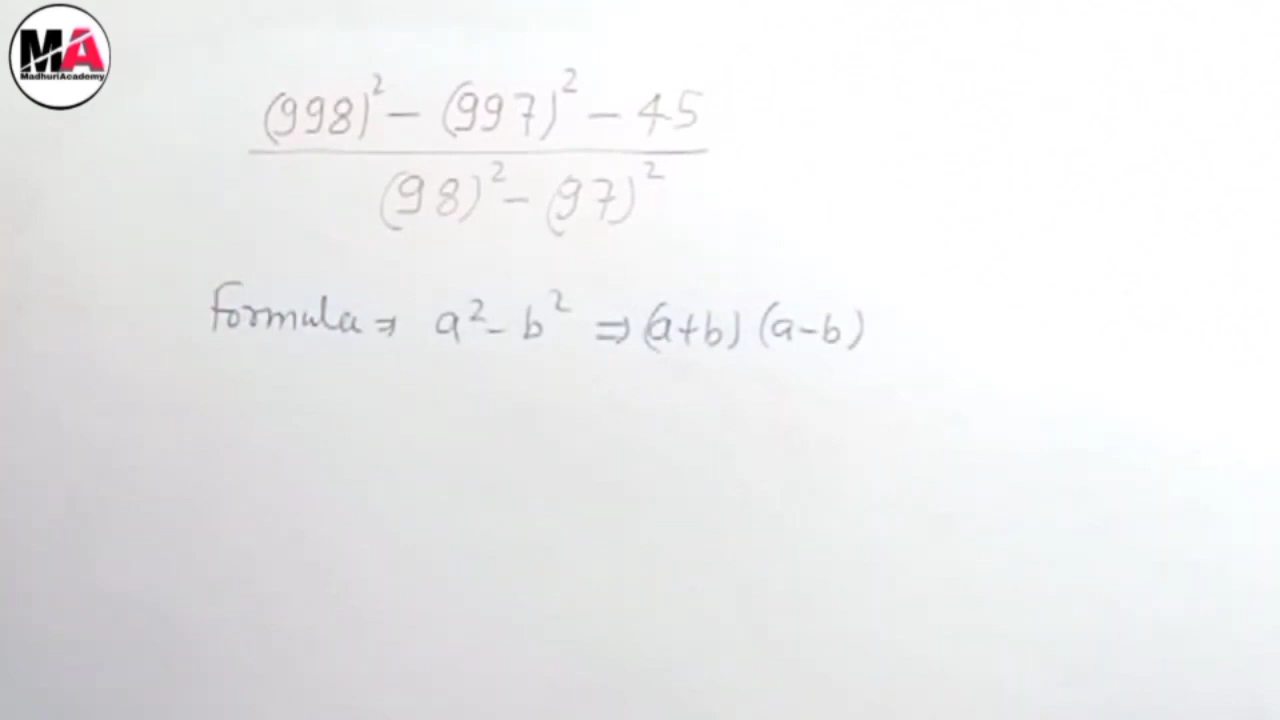 MA
MadhuriAcademy
(998)² - (997)² - 45
(98)² - (97)²
Formula ⇒ a² - b² ⇒ (a+b) (a-b)